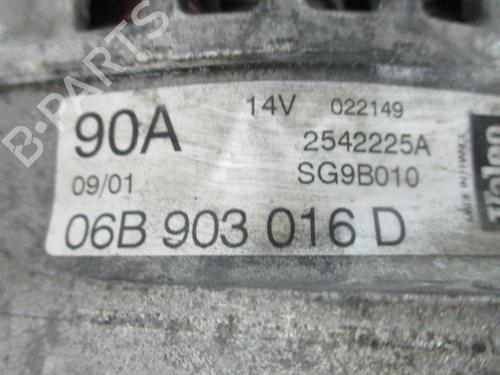 B-PARTS
90A 14V 022149
2542225A
09/01 SG9B010
06B 903 016 D
Valeo